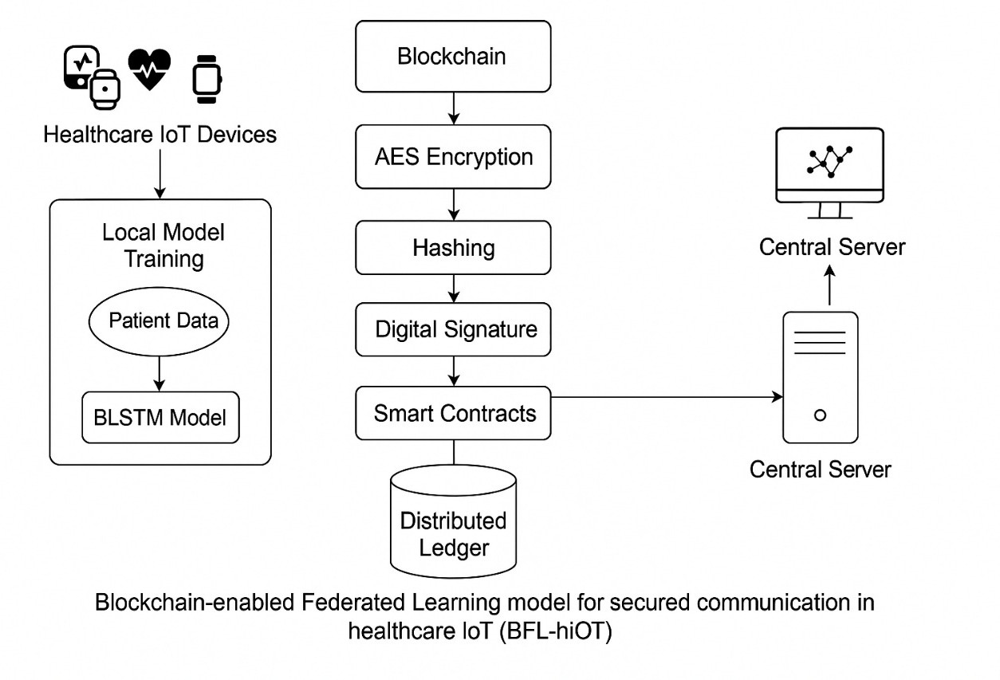 Healthcare IoT Devices
Local Model
Training
Patient Data
BLSTM Model
Blockchain
AES Encryption
Hashing
Digital Signature
Smart Contracts
Distributed
Ledger
Central Server
Central Server
Blockchain-enabled Federated Learning model for secured communication in
healthcare IoT (BFL-hiOT)